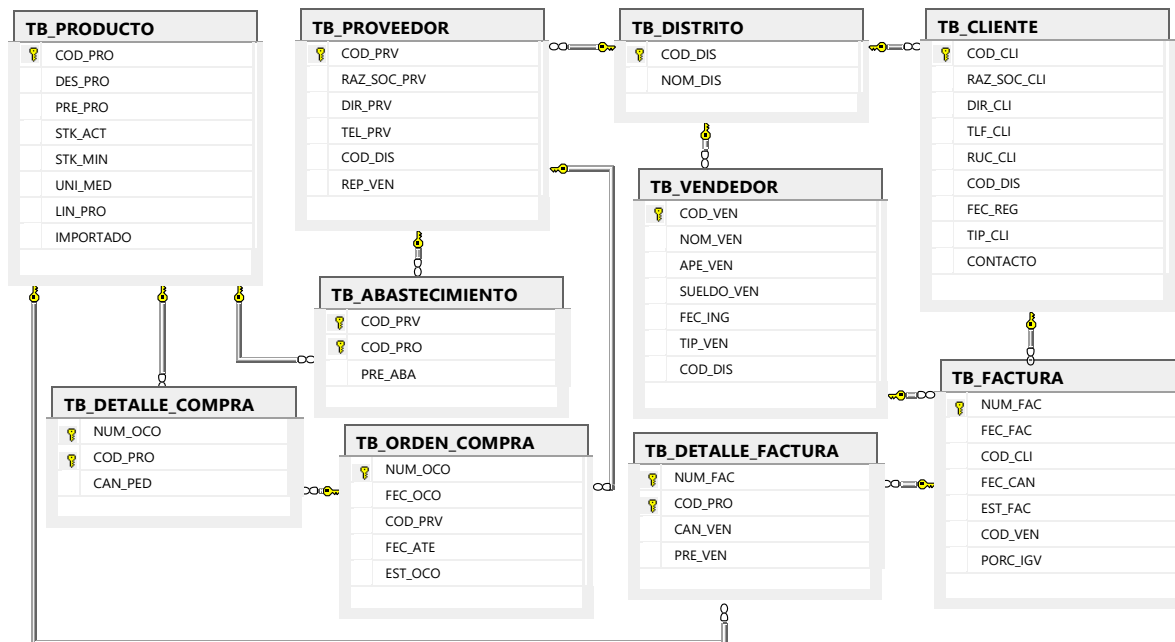 TB_PRODUCTO
COD_PRO
DES_PRO
PRE_PRO
STK_ACT
STK_MIN
UNI_MED
LIN_PRO
IMPORTADO
TB_PROVEEDOR
COD_PRV
RAZ_SOC_PRV
DIR_PRV
TEL_PRV
COD_DIS
REP_VEN
TB_DISTRITO
COD_DIS
NOM_DIS
TB_CLIENTE
COD_CLI
RAZ_SOC_CLI
DIR_CLI
TLF_CLI
RUC_CLI
COD_DIS
FEC_REG
TIP_CLI
CONTACTO
TB_VENDEDOR
COD_VEN
NOM_VEN
APE_VEN
SUELDO_VEN
FEC_ING
TIP_VEN
COD_DIS
TB_ABASTECIMIENTO
COD_PRV
COD_PRO
PRE_ABA
TB_DETALLE_COMPRA
NUM_OCO
COD_PRO
CAN_PED
TB_ORDEN_COMPRA
NUM_OCO
FEC_OCO
COD_PRV
FEC_ATE
EST_OCO
TB_DETALLE_FACTURA
NUM_FAC
COD_PRO
CAN_VEN
PRE_VEN
TB_FACTURA
NUM_FAC
FEC_FAC
COD_CLI
FEC_CAN
EST_FAC
COD_VEN
PORC_IGV